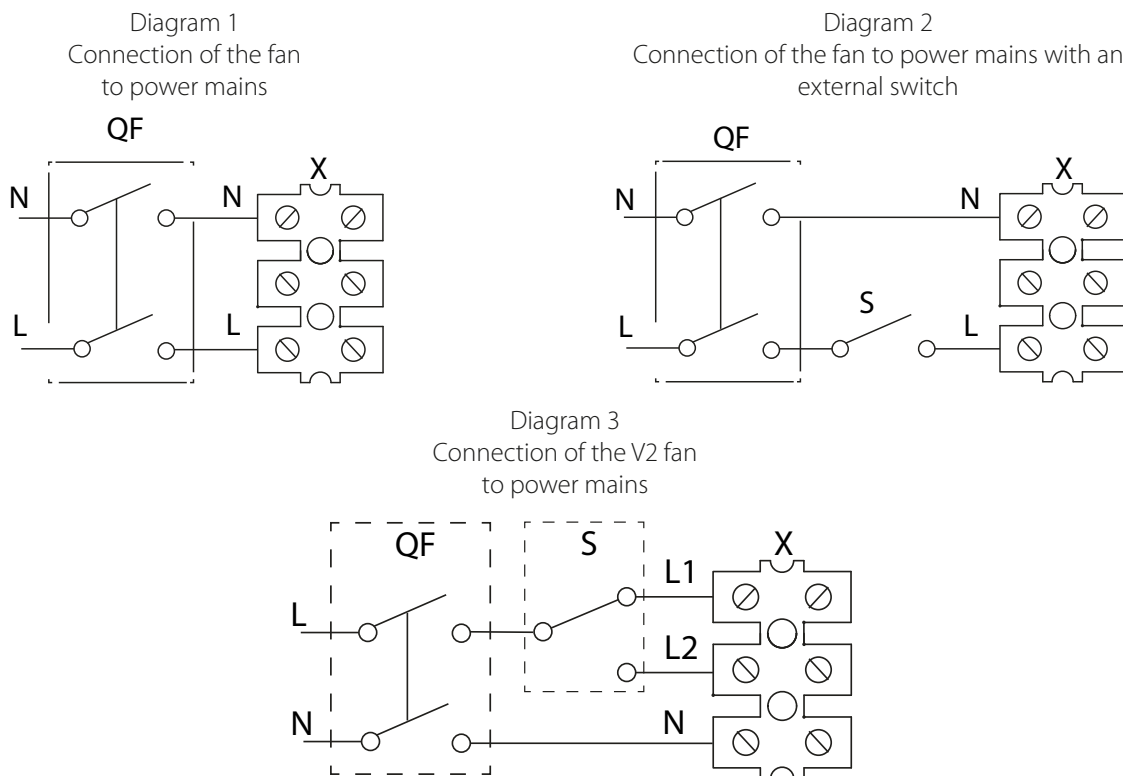 Diagram 1
Connection of the fan
to power mains
QF
X
N
N
L
L
Diagram 2
Connection of the fan to power mains with an
external switch
QF
X
N
N
S
L
L
Diagram 3
Connection of the V2 fan
to power mains
QF
S
X
L1
L
L2
N
N